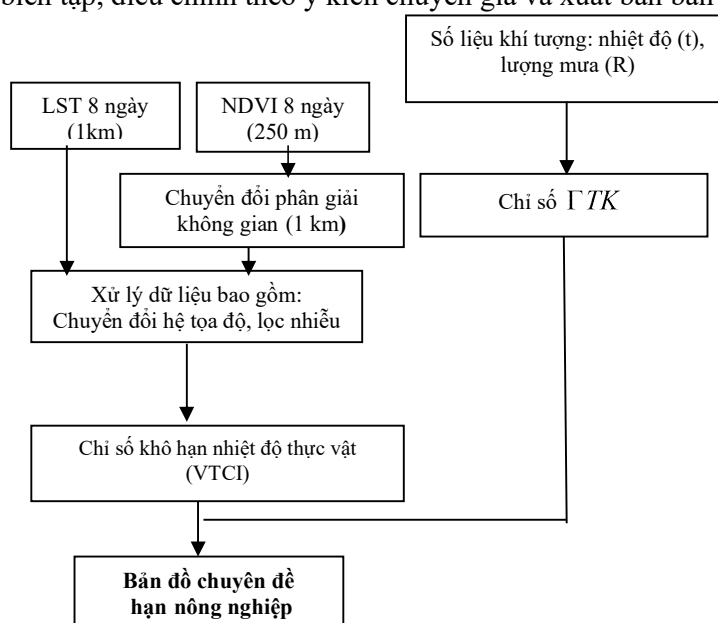 biên tập, điều chỉnh theo ý kiến chuyên gia và xuất bản bản
Số liệu khí tượng: nhiệt độ (t),
lượng mưa (R)
LST 8 ngày
(1km)
NDVI 8 ngày
(250 m)
Chuyển đổi phân giải
không gian (1 km)
Chỉ số ΓTK
Xử lý dữ liệu bao gồm:
Chuyển đổi hệ tọa độ, lọc nhiễu
Chỉ số khô hạn nhiệt độ thực vật
(VTCI)
Bản đồ chuyên đề
hạn nông nghiệp